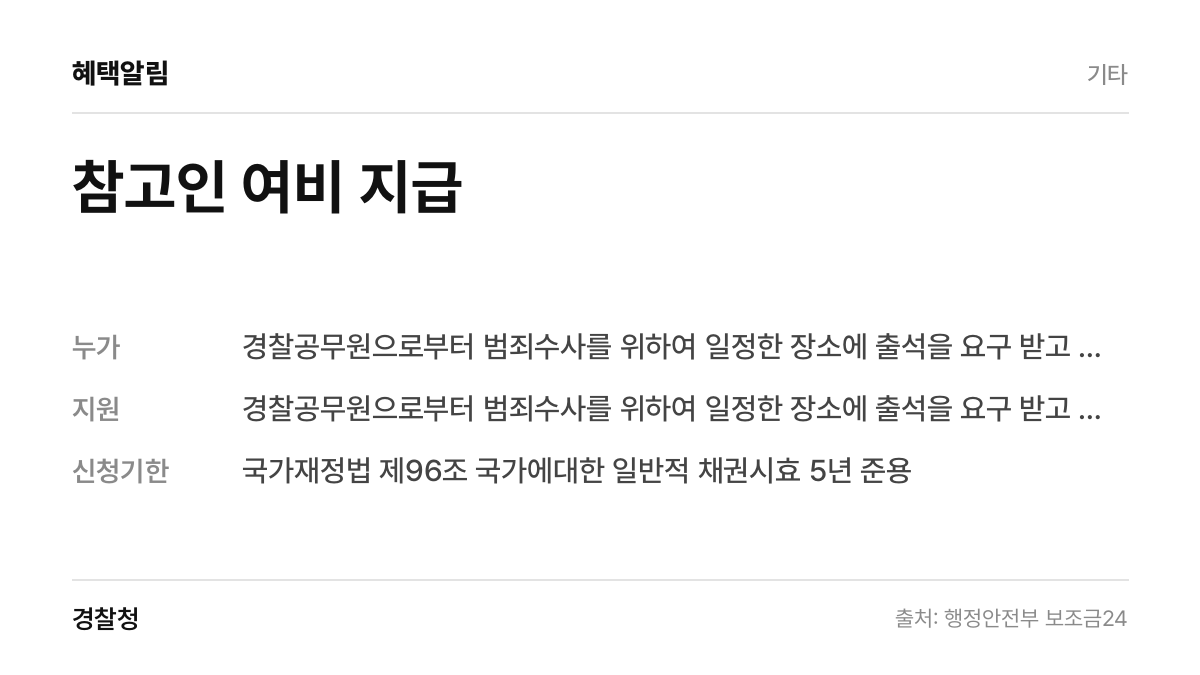 혜택알림
기타
참고인 여비 지급
누가 경찰공무원으로부터 범죄수사를 위하여 일정한 장소에 출석을 요구 받고 ...
지원 경찰공무원으로부터 범죄수사를 위하여 일정한 장소에 출석을 요구 받고 ...
신청기한 국가재정법 제96조 국가에대한 일반적 채권시효 5년 준용
경찰청
출처: 행정안전부 보조금24